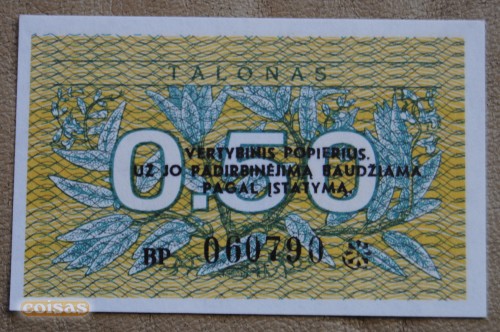 TALONAS
0.50
VERTYBINIS POPIERIUS.
UŽ JO PADIRBINĖJIMĄ BAUDŽIAMA
PAGAL ĮSTATYMĄ.
BP 060790
coisas